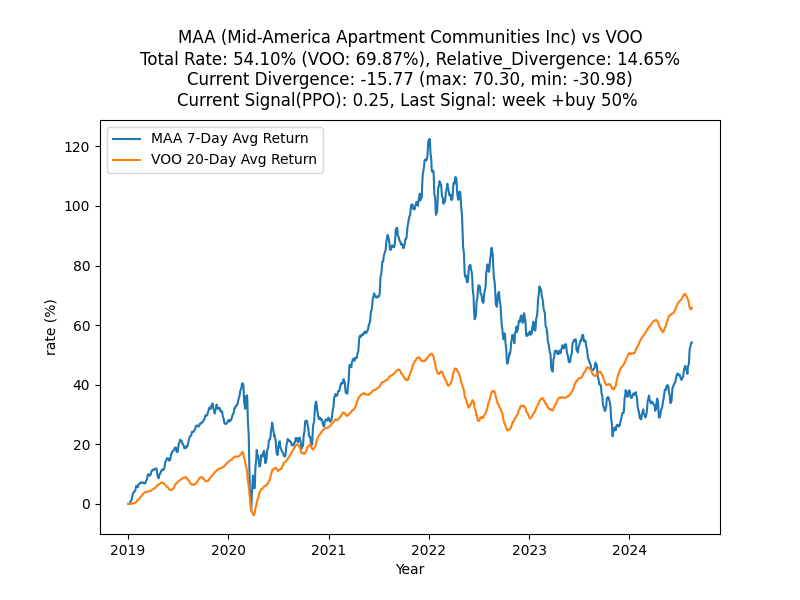 MAA (Mid-America Apartment Communities Inc) vs VOO
Total Rate: 54.10% (VOO: 69.87%), Relative_Divergence: 14.65%
Current Divergence: -15.77 (max: 70.30, min: -30.98)
Current Signal(PPO): 0.25, Last Signal: week +buy 50%
MAA 7-Day Avg Return
VOO 20-Day Avg Return
120
100
80
60
40
20
0
rate (%)
2019 2020 2021 2022 2023 2024
Year